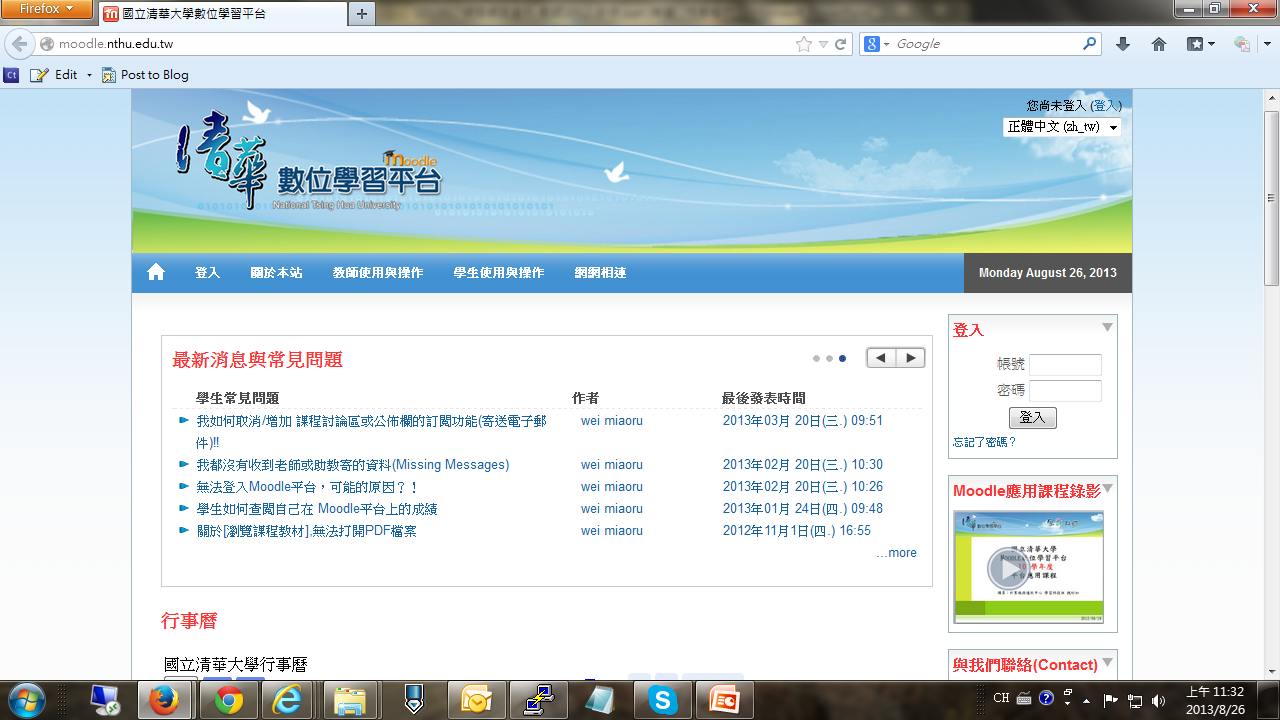 Firefox
國立清華大學數位學習平台
moodle.nthu.edu.tw
Google
Edit
Post to Blog
您尚未登入 (登入)
正體中文 (zh_tw)
清華
moodle
數位學習平台
National Tsing Hua University
登入 關於本站 教師使用與操作 學生使用與操作 網網相連
Monday August 26, 2013
最新消息與常見問題
學生常見問題 作者 最後發表時間
我如何取消/增加 課程討論區或公佈欄的訂閱功能(寄送電子郵件)!! wei miaoru 2013年03月 20日(三.) 09:51
我都沒有收到老師或助教寄的資料(Missing Messages) wei miaoru 2013年02月 20日(三.) 10:30
無法登入Moodle平台，可能的原因？！ wei miaoru 2013年02月 20日(三.) 10:26
學生如何查閱自己在 Moodle平台上的成績 wei miaoru 2013年01月 24日(四.) 09:48
關於[瀏覽課程教材].無法打開PDF檔案 wei miaoru 2012年11月1日(四.) 16:55
...more
行事曆
國立清華大學行事曆
登入
帳號
密碼
登入
忘記了密碼？
Moodle應用課程錄影
國立清華大學
平台應用課程
與我們聯絡(Contact)
CH
上午 11:32
2013/8/26